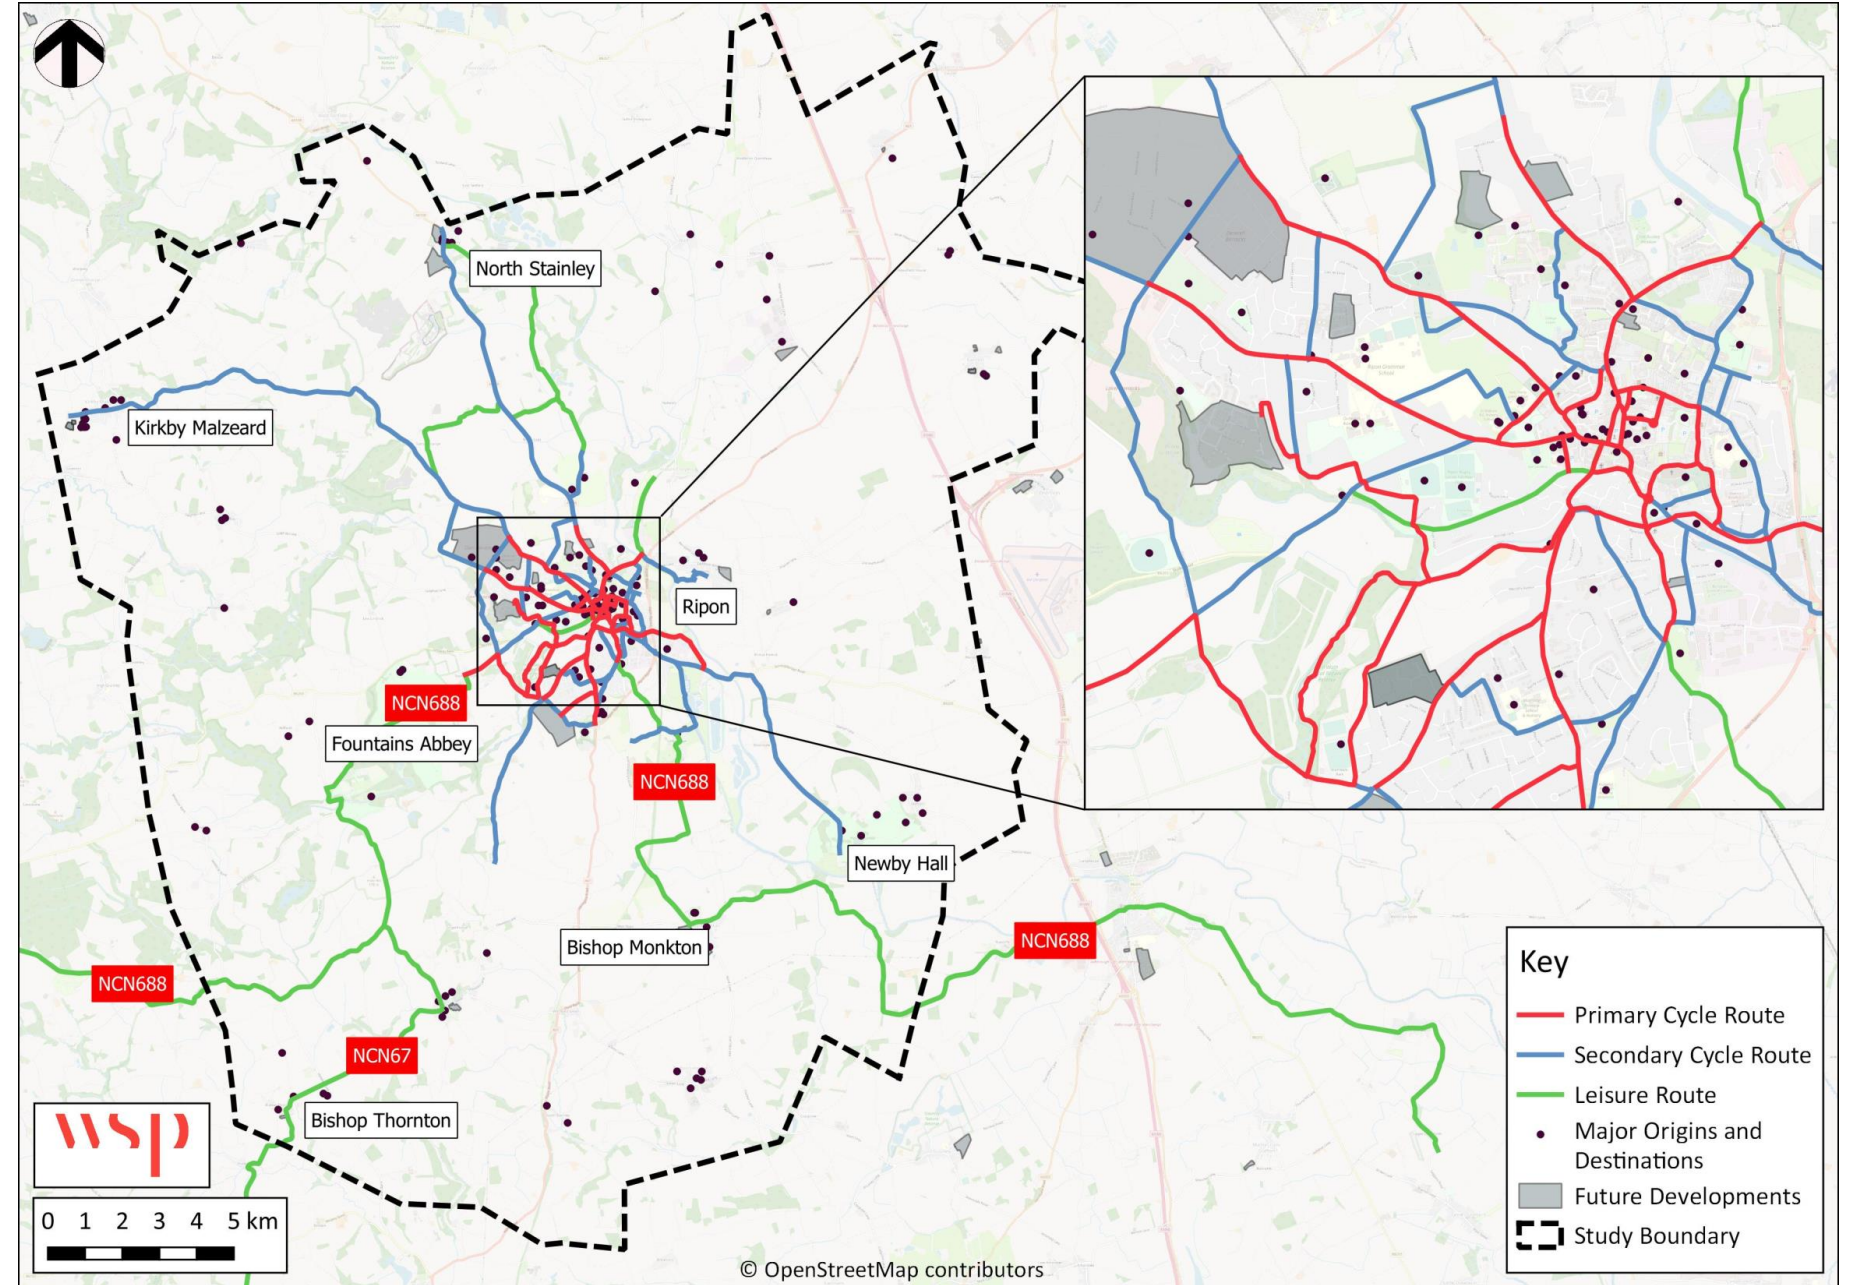 North Stainley
Kirkby Malzeard
Ripon
NCN688
Fountains Abbey
NCN688
Newby Hall
Bishop Monkton
NCN688
NCN688
NCN67
Bishop Thornton
wsp
0 1 2 3 4 5 km
Key
Primary Cycle Route
Secondary Cycle Route
Leisure Route
Major Origins and
Destinations
Future Developments
Study Boundary
© OpenStreetMap contributors